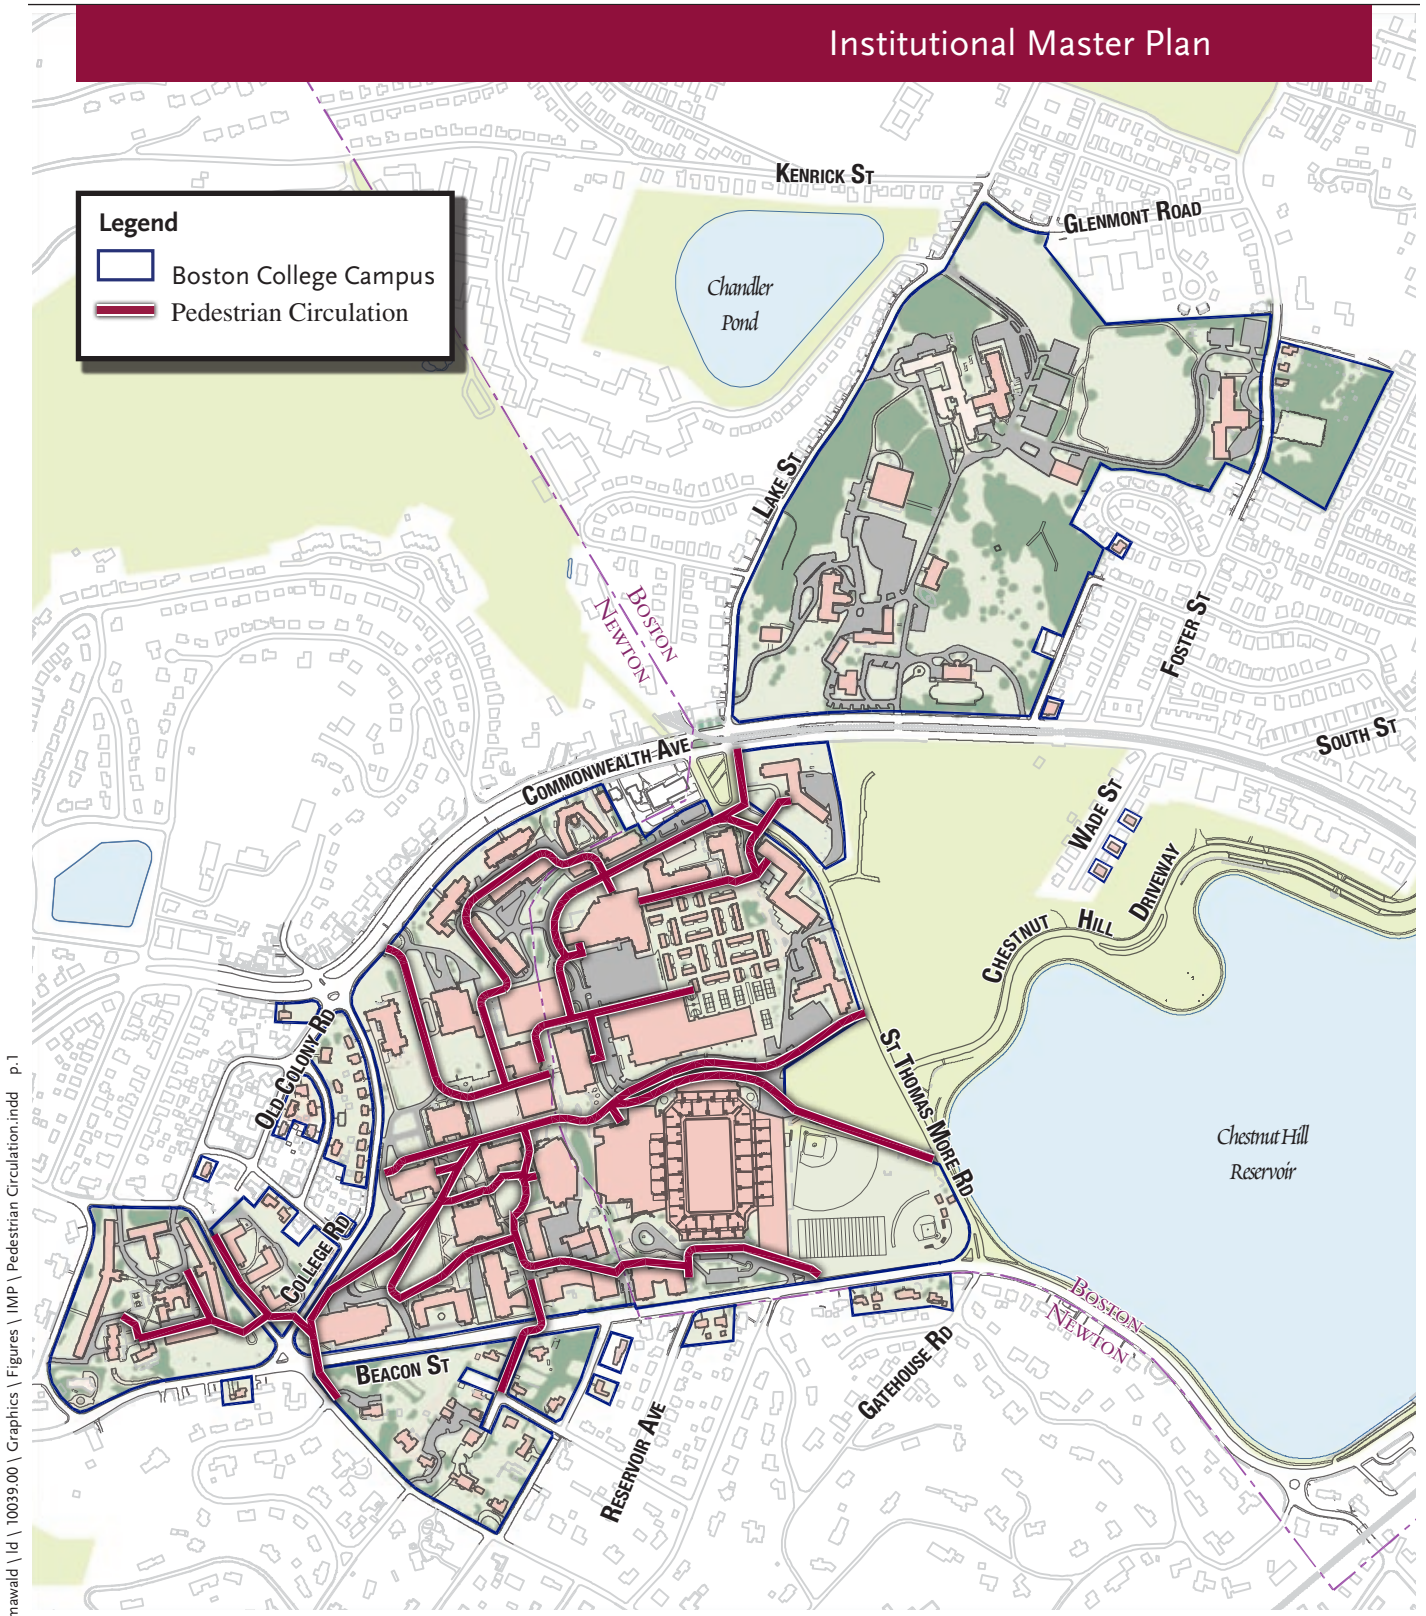 Institutional Master Plan
Legend
Boston College Campus
Pedestrian Circulation
KENRICK ST
GLENMONT ROAD
Chandler
Pond
LAKE ST
BOSTON
NEWTON
FOSTER ST
SOUTH ST
COMMONWEALTH AVE
WADE ST
CHESTNUT HILL DRIVEWAY
OLD COLONY RD
ST THOMAS MORE RD
Chestnut Hill
Reservoir
COLLEGE RD
BOSTON
NEWTON
BEACON ST
GATEHOUSE RD
RESERVOIR AVE
mawald \ ld \ 10039.00 \ Graphics \ Figures \ IMP \ Pedestrian Circulation.indd p.1